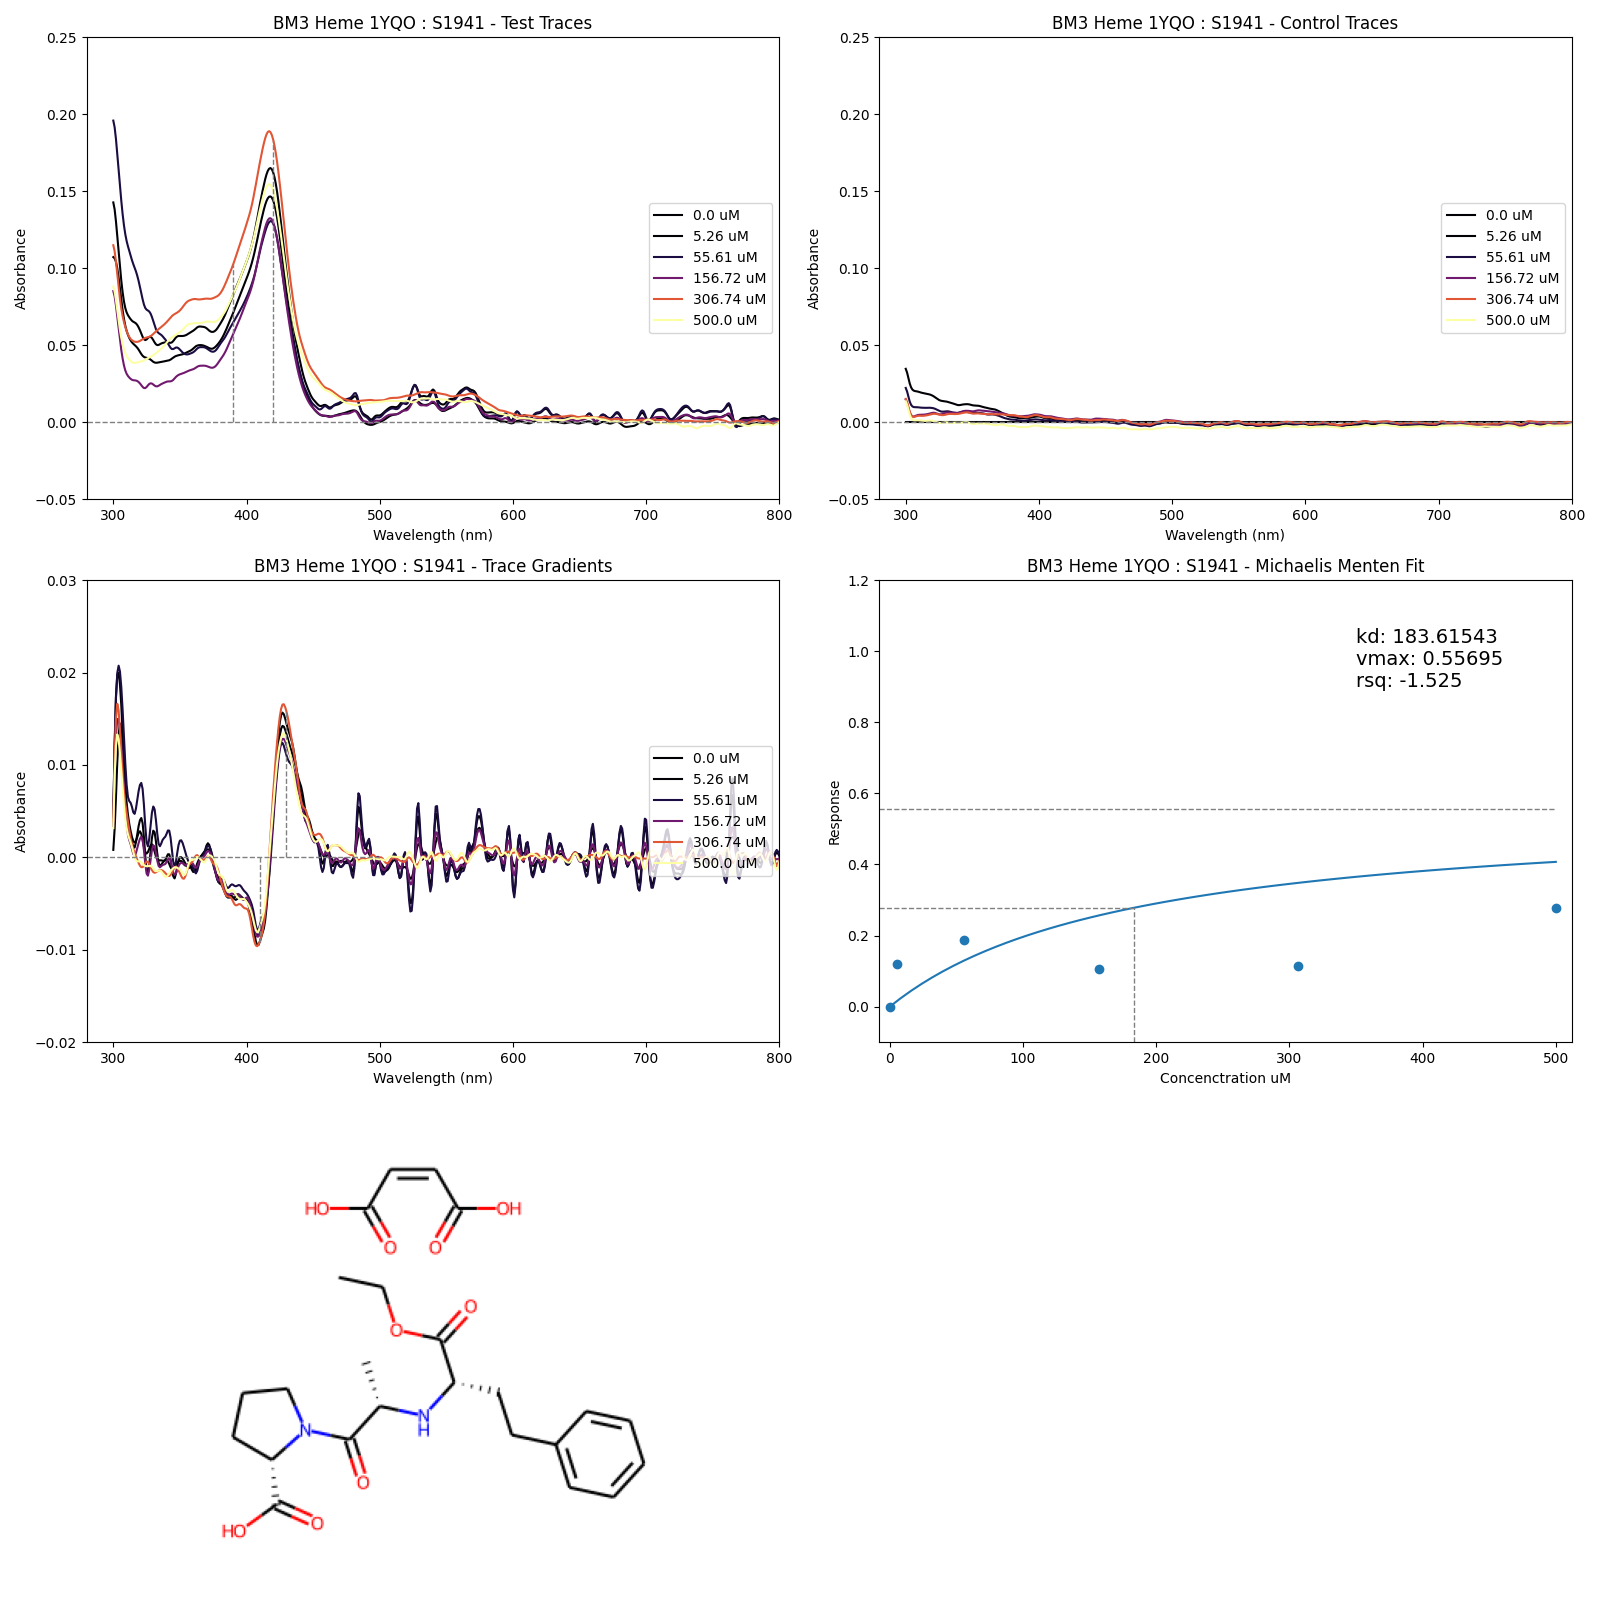 BM3 Heme 1YQO : S1941 - Test Traces
0.25
0.20
0.15
0.10
0.05
0.00
−0.05
Absorbance
300 400 500 600 700 800
Wavelength (nm)
0.0 uM
5.26 uM
55.61 uM
156.72 uM
306.74 uM
500.0 uM
BM3 Heme 1YQO : S1941 - Control Traces
0.25
0.20
0.15
0.10
0.05
0.00
−0.05
Absorbance
300 400 500 600 700 800
Wavelength (nm)
0.0 uM
5.26 uM
55.61 uM
156.72 uM
306.74 uM
500.0 uM
BM3 Heme 1YQO : S1941 - Trace Gradients
0.03
0.02
0.01
0.00
−0.01
−0.02
Absorbance
300 400 500 600 700 800
Wavelength (nm)
0.0 uM
5.26 uM
55.61 uM
156.72 uM
306.74 uM
500.0 uM
BM3 Heme 1YQO : S1941 - Michaelis Menten Fit
1.2
1.0
0.8
0.6
0.4
0.2
0.0
Response
kd: 183.61543
vmax: 0.55695
rsq: -1.525
0 100 200 300 400 500
Concenctration uM
HO OH
O O
O
O
N
N
H
O
HO O